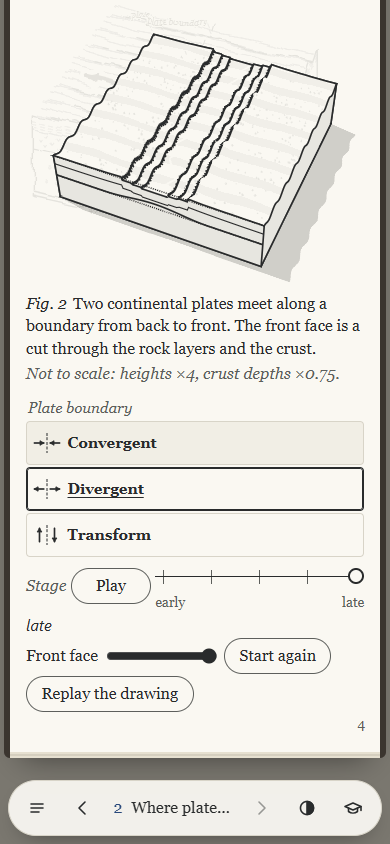 Fig. 2 Two continental plates meet along a
boundary from back to front. The front face is a
cut through the rock layers and the crust.
Not to scale: heights ×4, crust depths ×0.75.
Plate boundary
Convergent
Divergent
Transform
Stage
Play
early
late
late
Front face
Start again
Replay the drawing
4
2 Where plate...